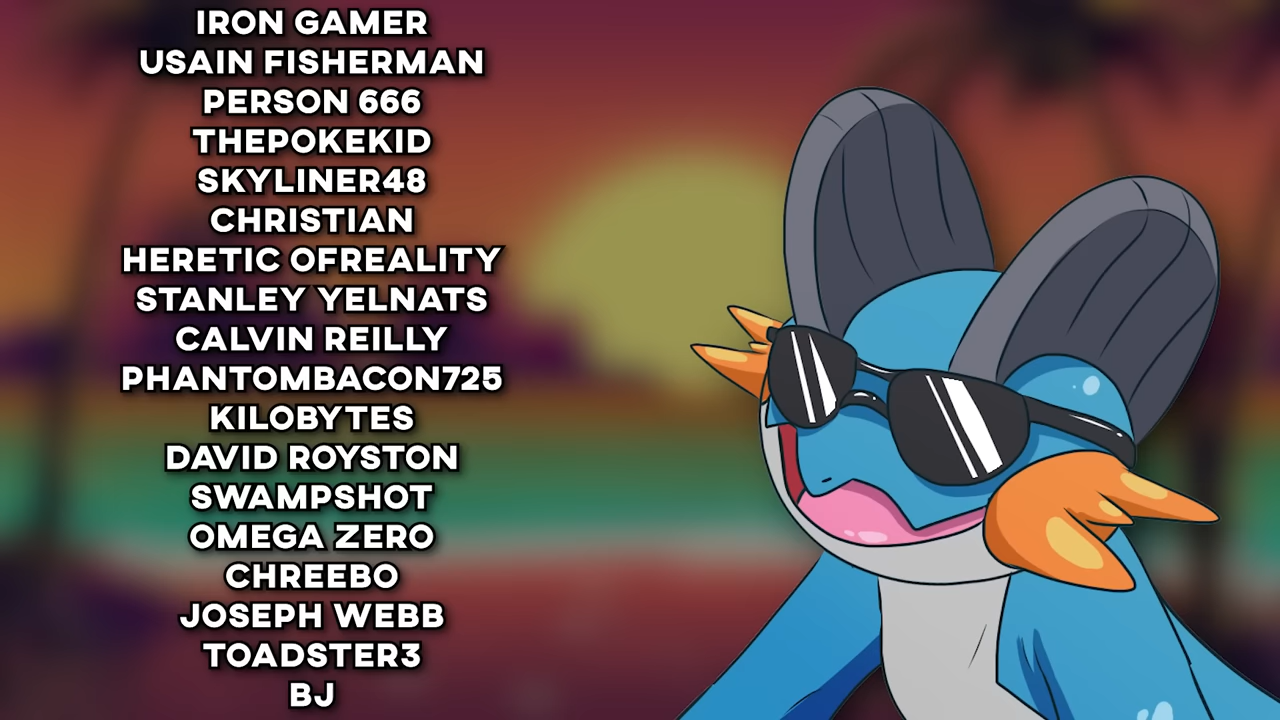 IRON GAMER
USAIN FISHERMAN
PERSON 666
THEPOKEKID
SKYLINER48
CHRISTIAN
HERETIC OFREALITY
STANLEY YELNATS
CALVIN REILLY
PHANTOMBACON725
KILOBYTES
DAVID ROYSTON
SWAMPSHOT
OMEGA ZERO
CHREEBO
JOSEPH WEBB
TOADSTER3
BJ